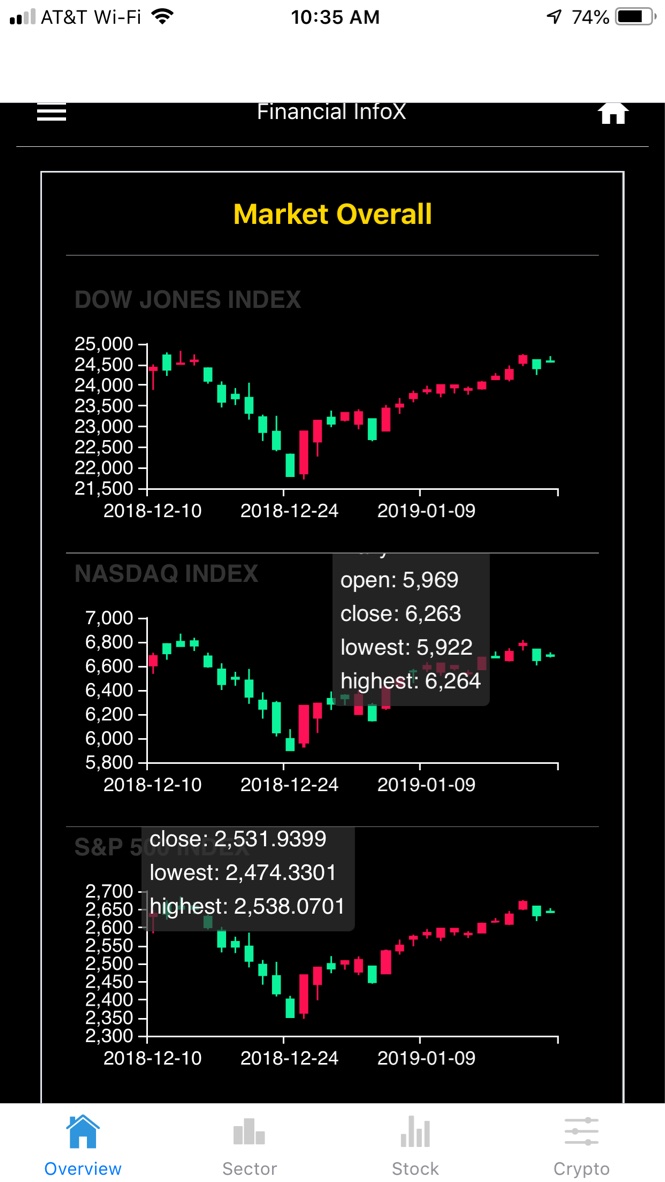 AT&T Wi-Fi 10:35 AM 74%
Financial InfoX
Market Overall
DOW JONES INDEX
25,000
24,500
24,000
23,500
23,000
22,500
22,000
21,500
2018-12-10 2018-12-24 2019-01-09
NASDAQ INDEX
open: 5,969
close: 6,263
lowest: 5,922
highest: 6,264
7,000
6,800
6,600
6,400
6,200
6,000
5,800
2018-12-10 2018-12-24 2019-01-09
S&P 500 INDEX
close: 2,531.9399
lowest: 2,474.3301
highest: 2,538.0701
2,700
2,650
2,600
2,550
2,500
2,450
2,400
2,350
2,300
2018-12-10 2018-12-24 2019-01-09
Overview Sector Stock Crypto